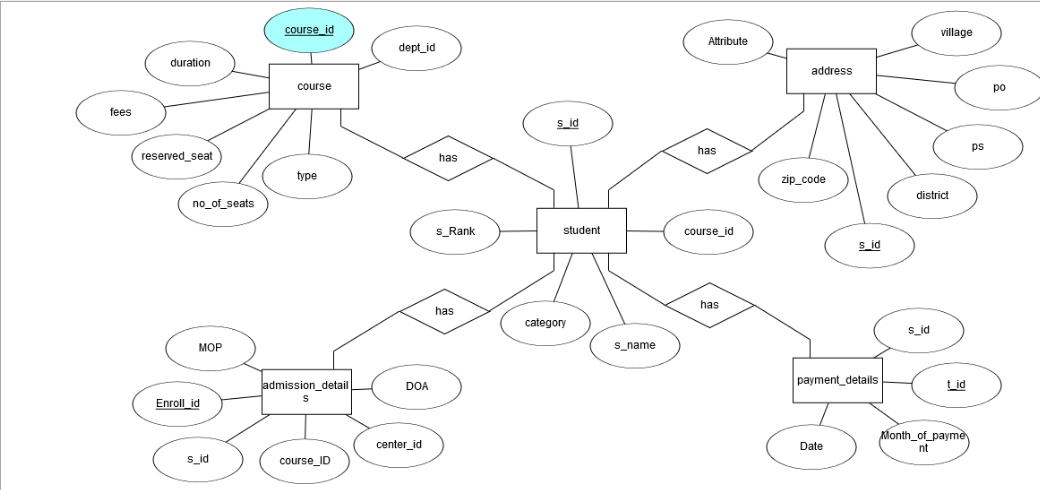 course_id
dept_id
duration
course
fees
reserved_seat
type
no_of_seats
has
s_id
Attribute
address
village
po
ps
has
zip_code
district
s_id
s_Rank
student
course_id
category
s_name
has
has
MOP
Enroll_id
admission_detail
s
DOA
s_id
course_ID
center_id
payment_details
s_id
t_id
Date
Month_of_payme
nt